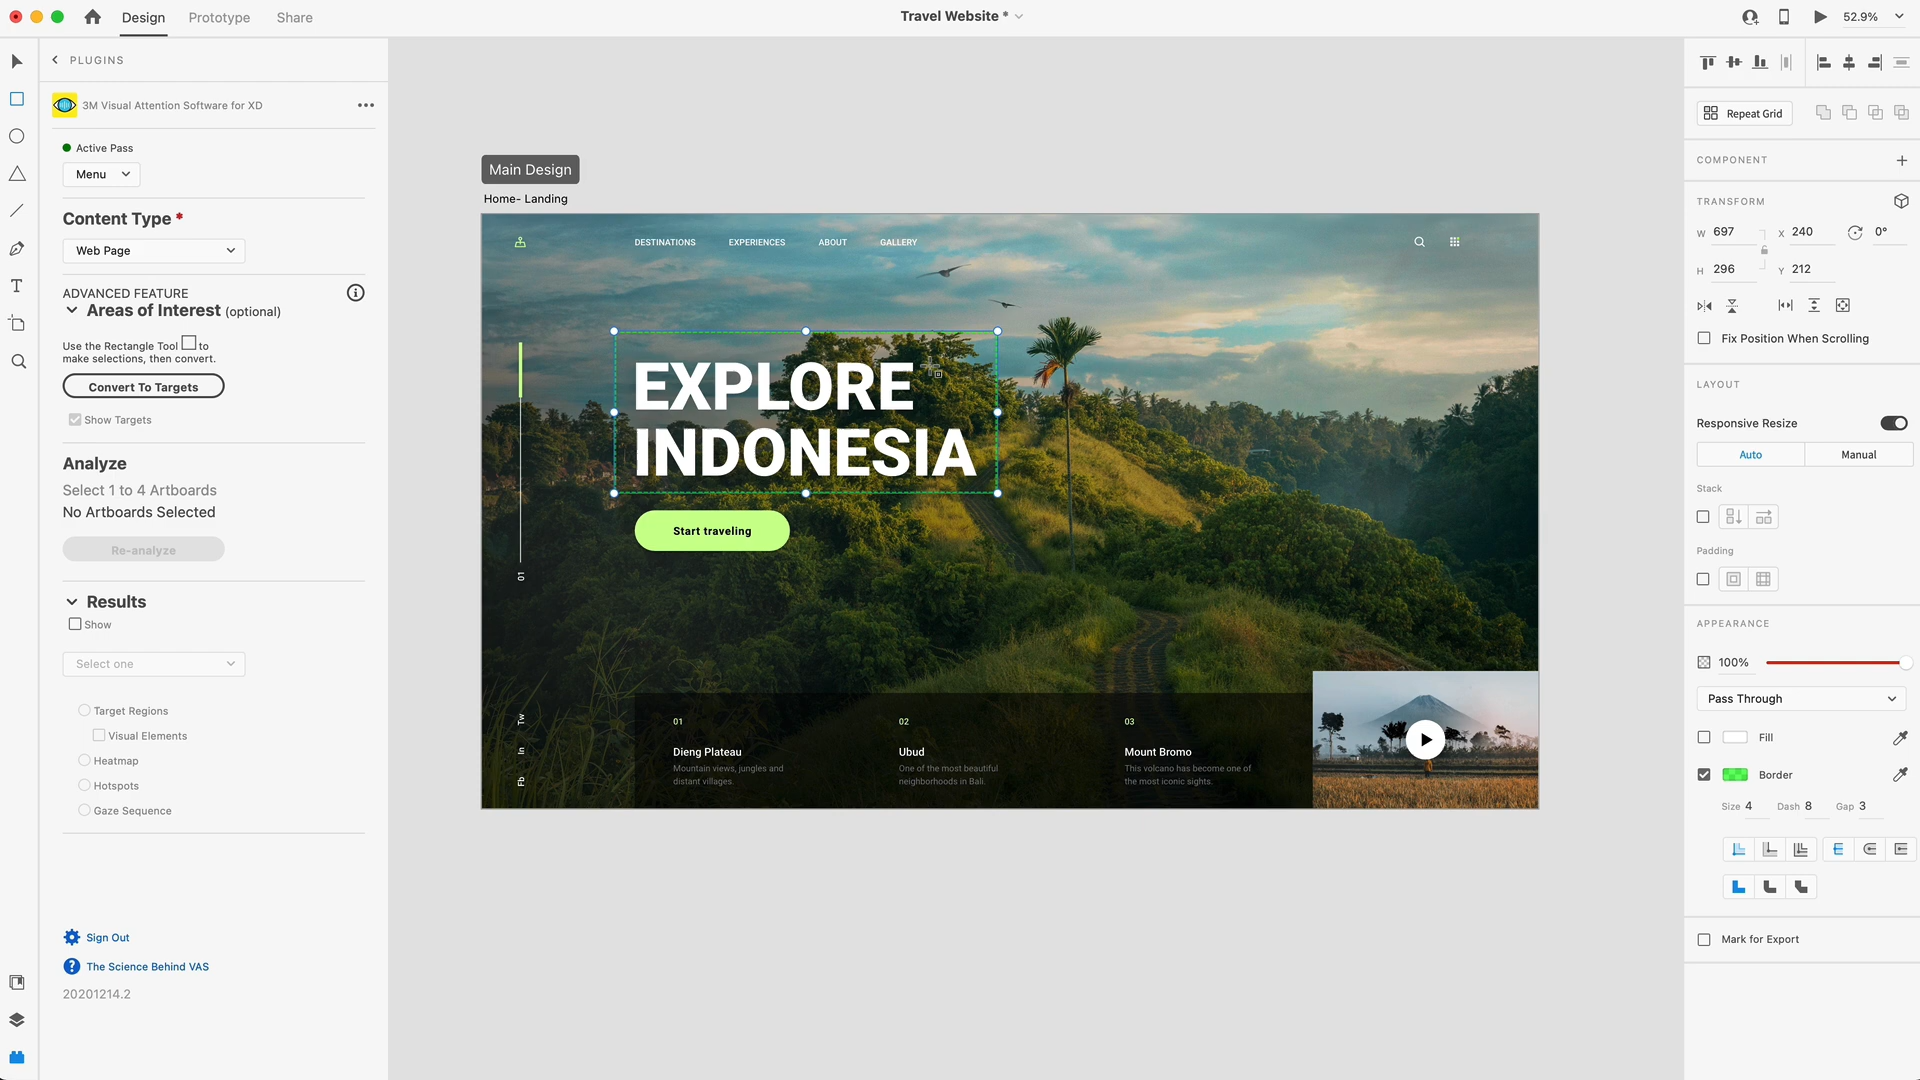 Design
Prototype
Share
Travel Website *
52.9%
PLUGINS
3M Visual Attention Software for XD
Active Pass
Menu
Content Type *
Web Page
ADVANCED FEATURE
Areas of Interest (optional)
Use the Rectangle Tool to
make selections, then convert.
Convert To Targets
Show Targets
Analyze
Select 1 to 4 Artboards
No Artboards Selected
Re-analyze
Results
Show
Select one
Target Regions
Visual Elements
Heatmap
Hotspots
Gaze Sequence
Sign Out
The Science Behind VAS
20201214.2
Main Design
Home- Landing
DESTINATIONS
EXPERIENCES
ABOUT
GALLERY
EXPLORE
INDONESIA
Start traveling
01
Tw
In
Fb
01
Dieng Plateau
Mountain views, jungles and
distant villages.
02
Ubud
One of the most beautiful
neighborhoods in Bali.
03
Mount Bromo
This volcano has become one of
the most iconic sights.
Repeat Grid
COMPONENT
TRANSFORM
W 697
X 240
0°
H 296
Y 212
Fix Position When Scrolling
LAYOUT
Responsive Resize
Auto
Manual
Stack
Padding
APPEARANCE
100%
Pass Through
Fill
Border
Size 4
Dash 8
Gap 3
Mark for Export